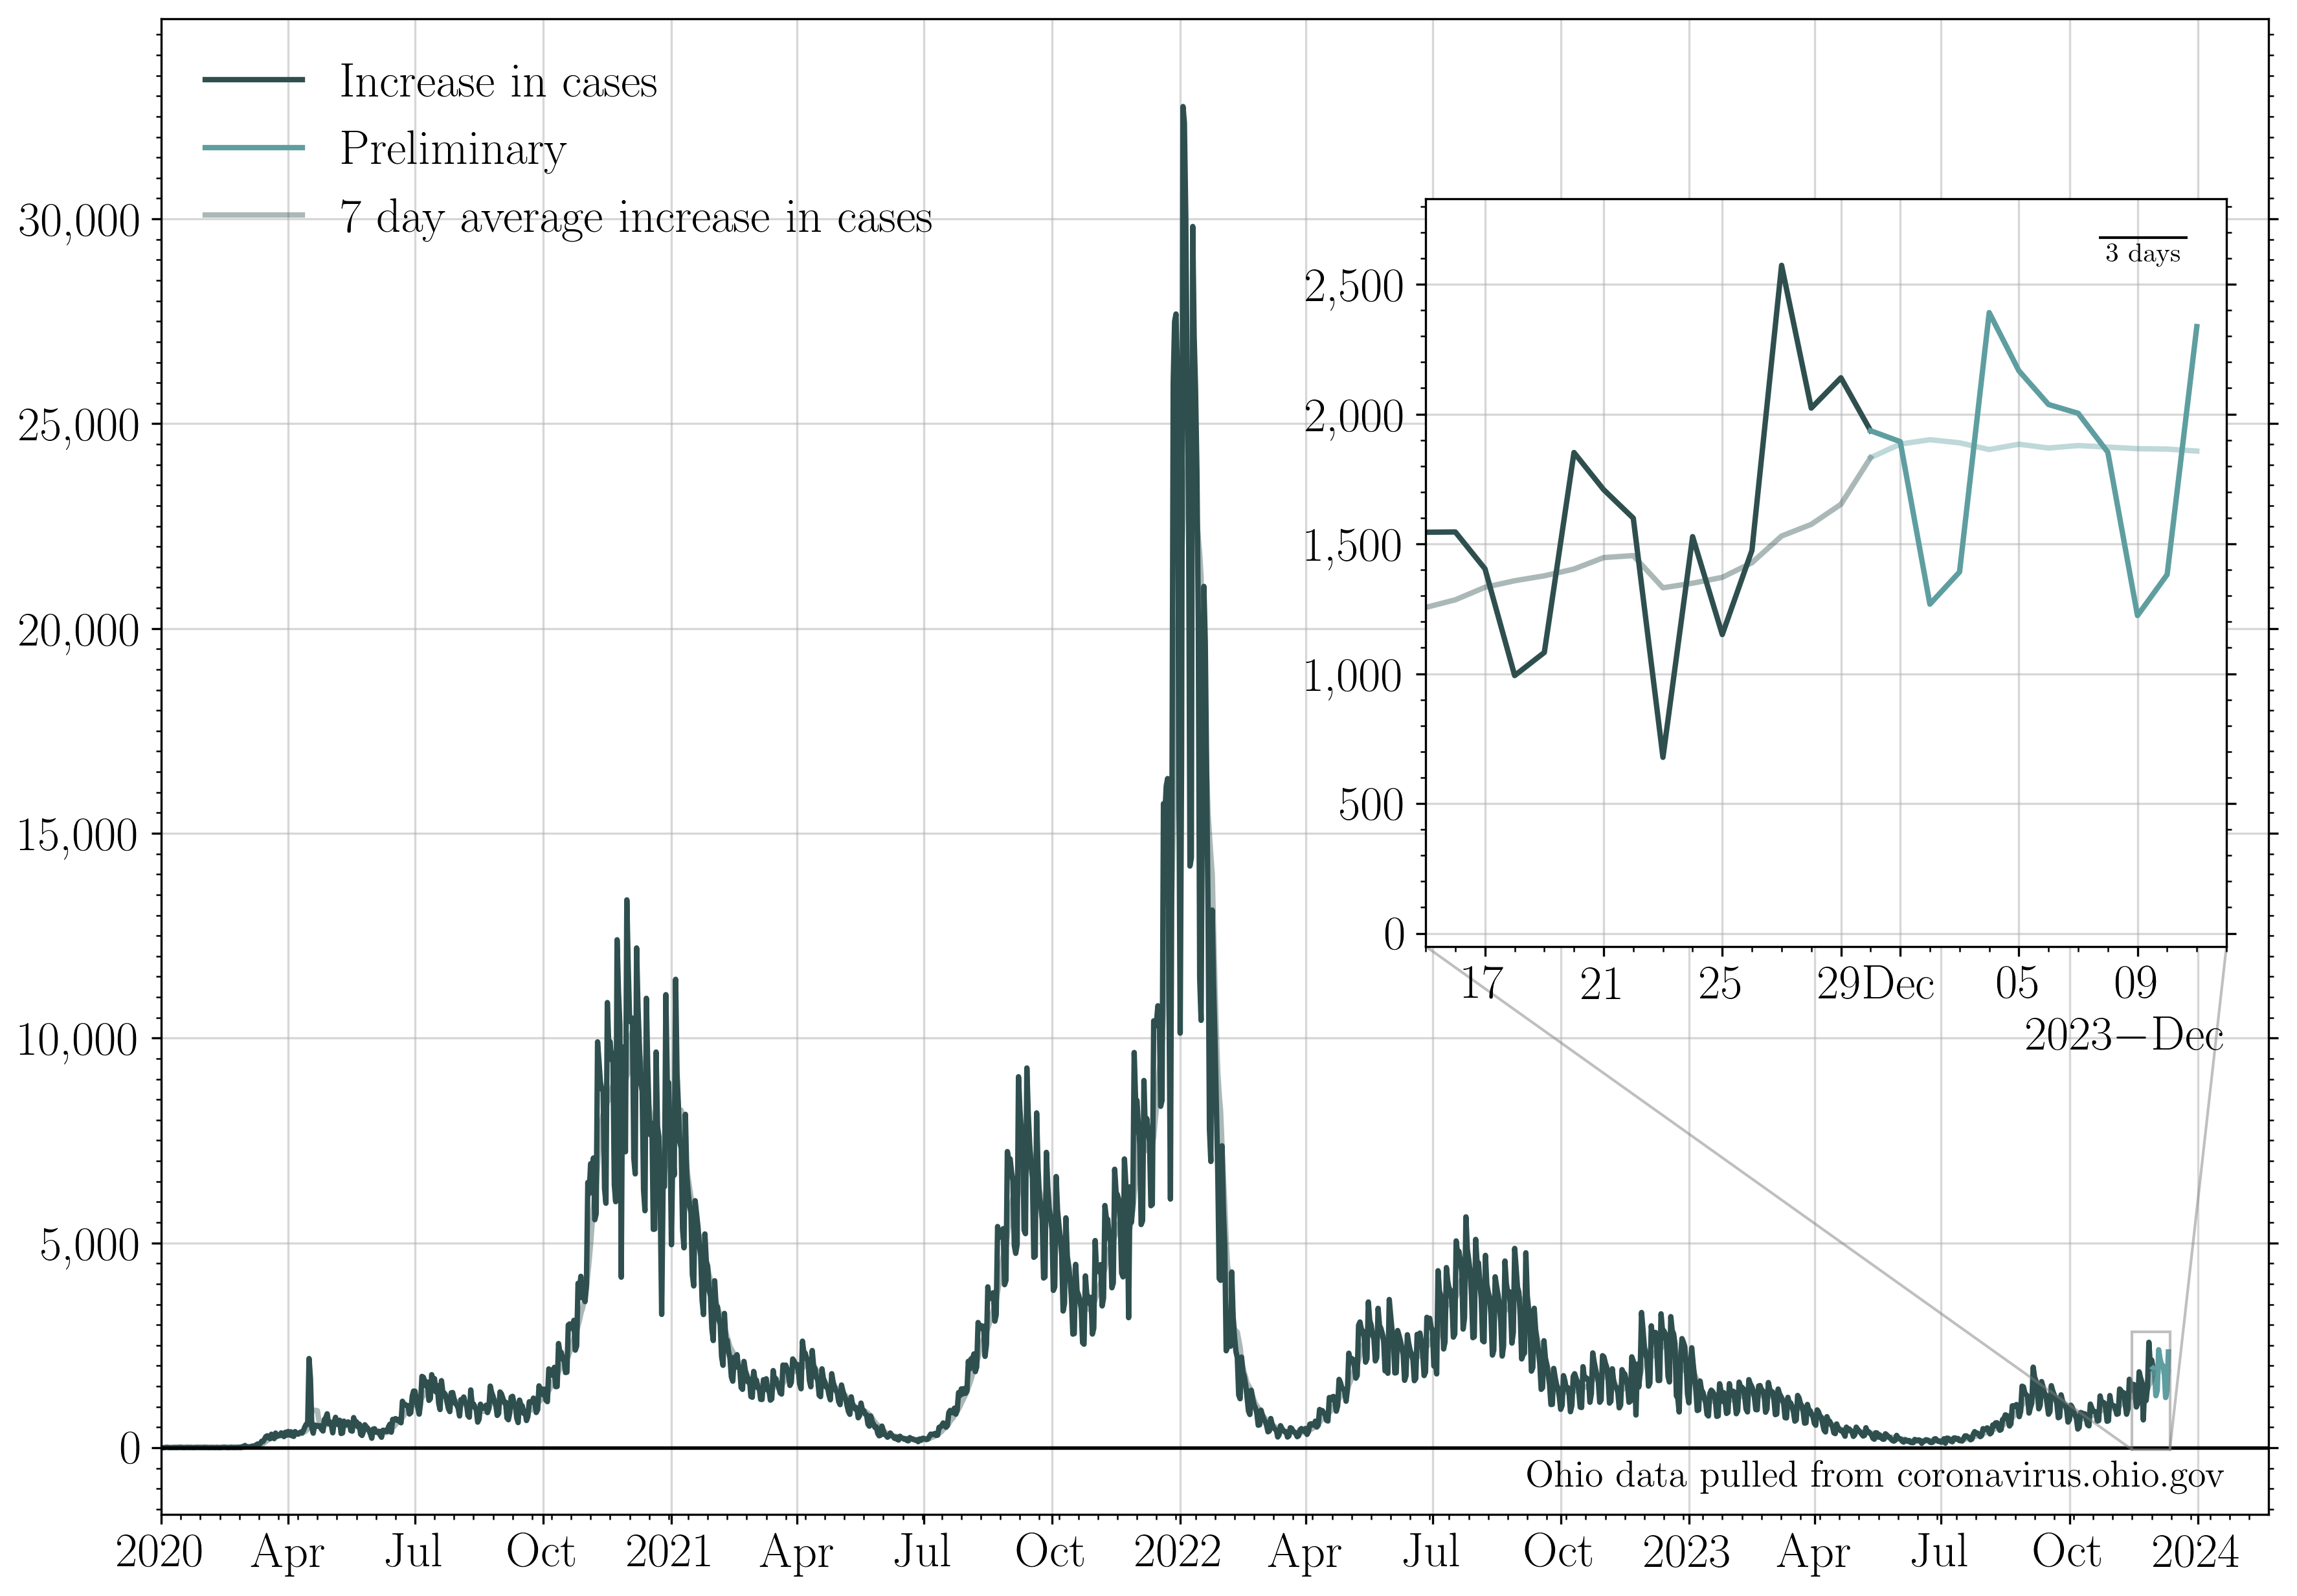 Increase in cases
Preliminary
7 day average increase in cases
30,000
25,000
20,000
15,000
10,000
5,000
0
3 days
2,500
2,000
1,500
1,000
500
0
17 21 25 29 Dec 05 09
2023−Dec
Ohio data pulled from coronavirus.ohio.gov
2020 Apr Jul Oct 2021 Apr Jul Oct 2022 Apr Jul Oct 2023 Apr Jul Oct 2024